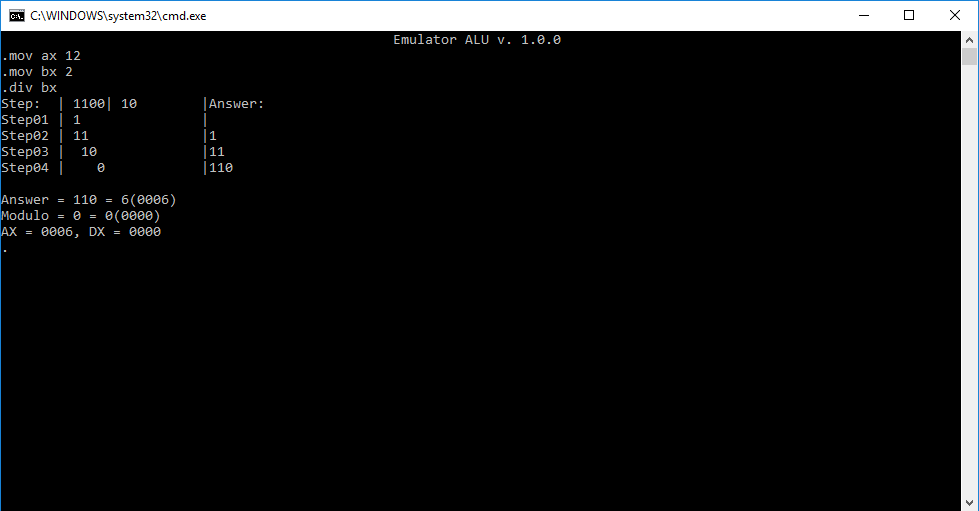 C:\WINDOWS\system32\cmd.exe
Emulator ALU v. 1.0.0
.mov ax 12
.mov bx 2
.div bx
Step:  | 1100| 10        |Answer:
Step01 | 1               |
Step02 | 11              |1
Step03 |  10             |11
Step04 |    0            |110
Answer = 110 = 6(0006)
Modulo = 0 = 0(0000)
AX = 0006, DX = 0000
.